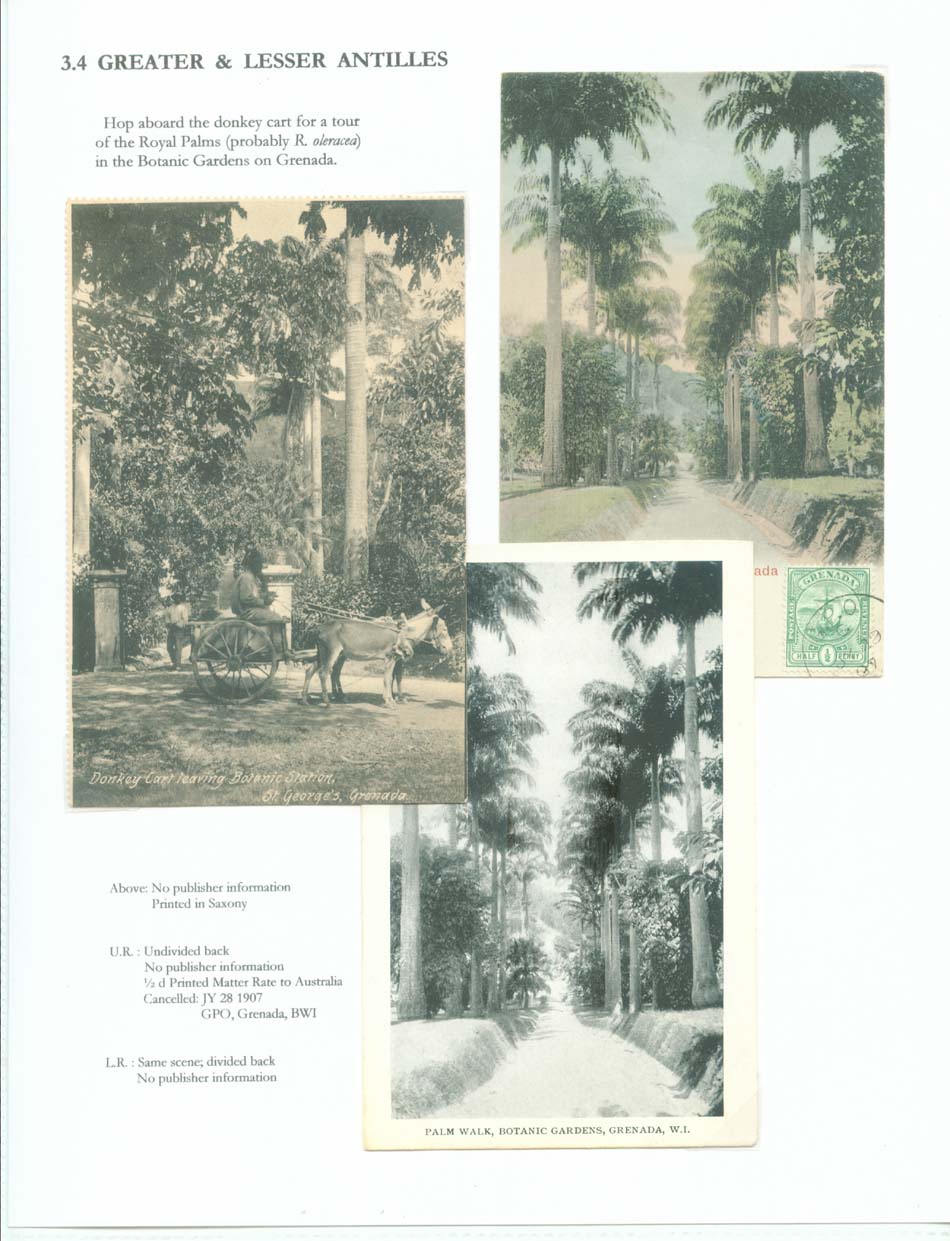 3.4 GREATER & LESSER ANTILLES
Hop aboard the donkey cart for a tour
of the Royal Palms (probably R. oleracea)
in the Botanic Gardens on Grenada.
Donkey Cart leaving Botanic Station,
St. George's, Grenada.
ada
GRENADA
POSTAGE
REVENUE
HALF PENNY
½
Above: No publisher information
Printed in Saxony
U.R. : Undivided back
No publisher information
½ d Printed Matter Rate to Australia
Cancelled: JY 28 1907
GPO, Grenada, BWI
L.R. : Same scene; divided back
No publisher information
PALM WALK, BOTANIC GARDENS, GRENADA, W.I.